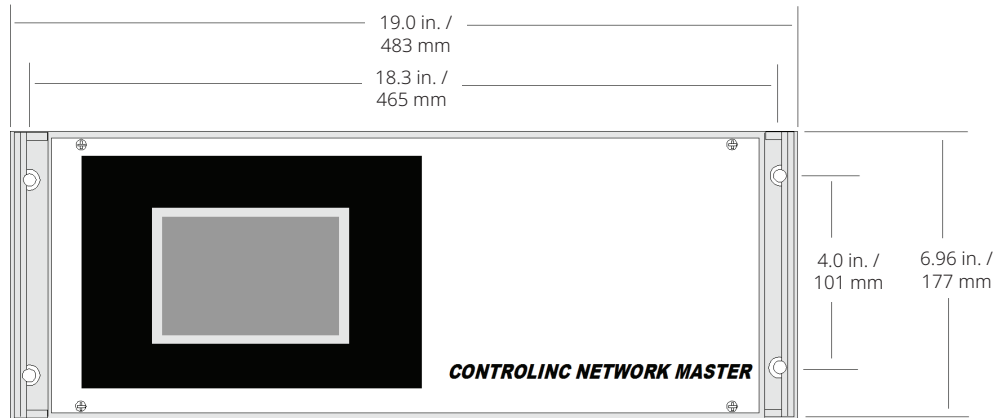 19.0 in. /
483 mm
18.3 in. /
465 mm
4.0 in. /
101 mm
6.96 in. /
177 mm
CONTROLINC NETWORK MASTER